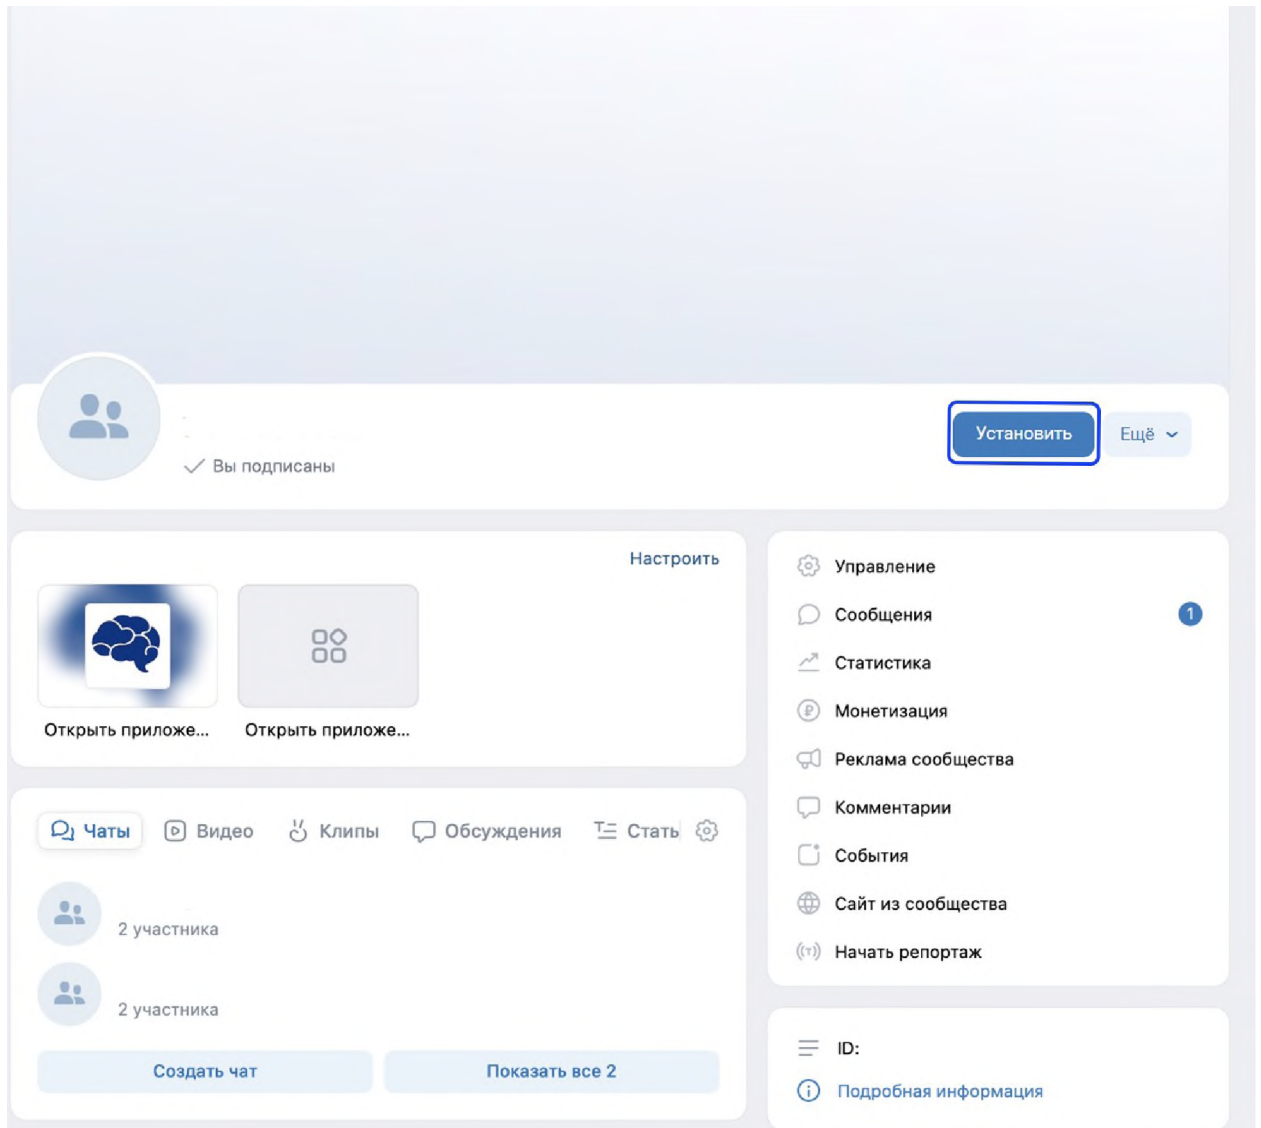 Установить
Ещё
Вы подписаны
Настроить
Открыть приложе...
Открыть приложе...
Чаты
Видео
Клипы
Обсуждения
Стать
2 участника
2 участника
Создать чат
Показать все 2
Управление
Сообщения
1
Статистика
Монетизация
Реклама сообщества
Комментарии
События
Сайт из сообщества
Начать репортаж
ID:
Подробная информация